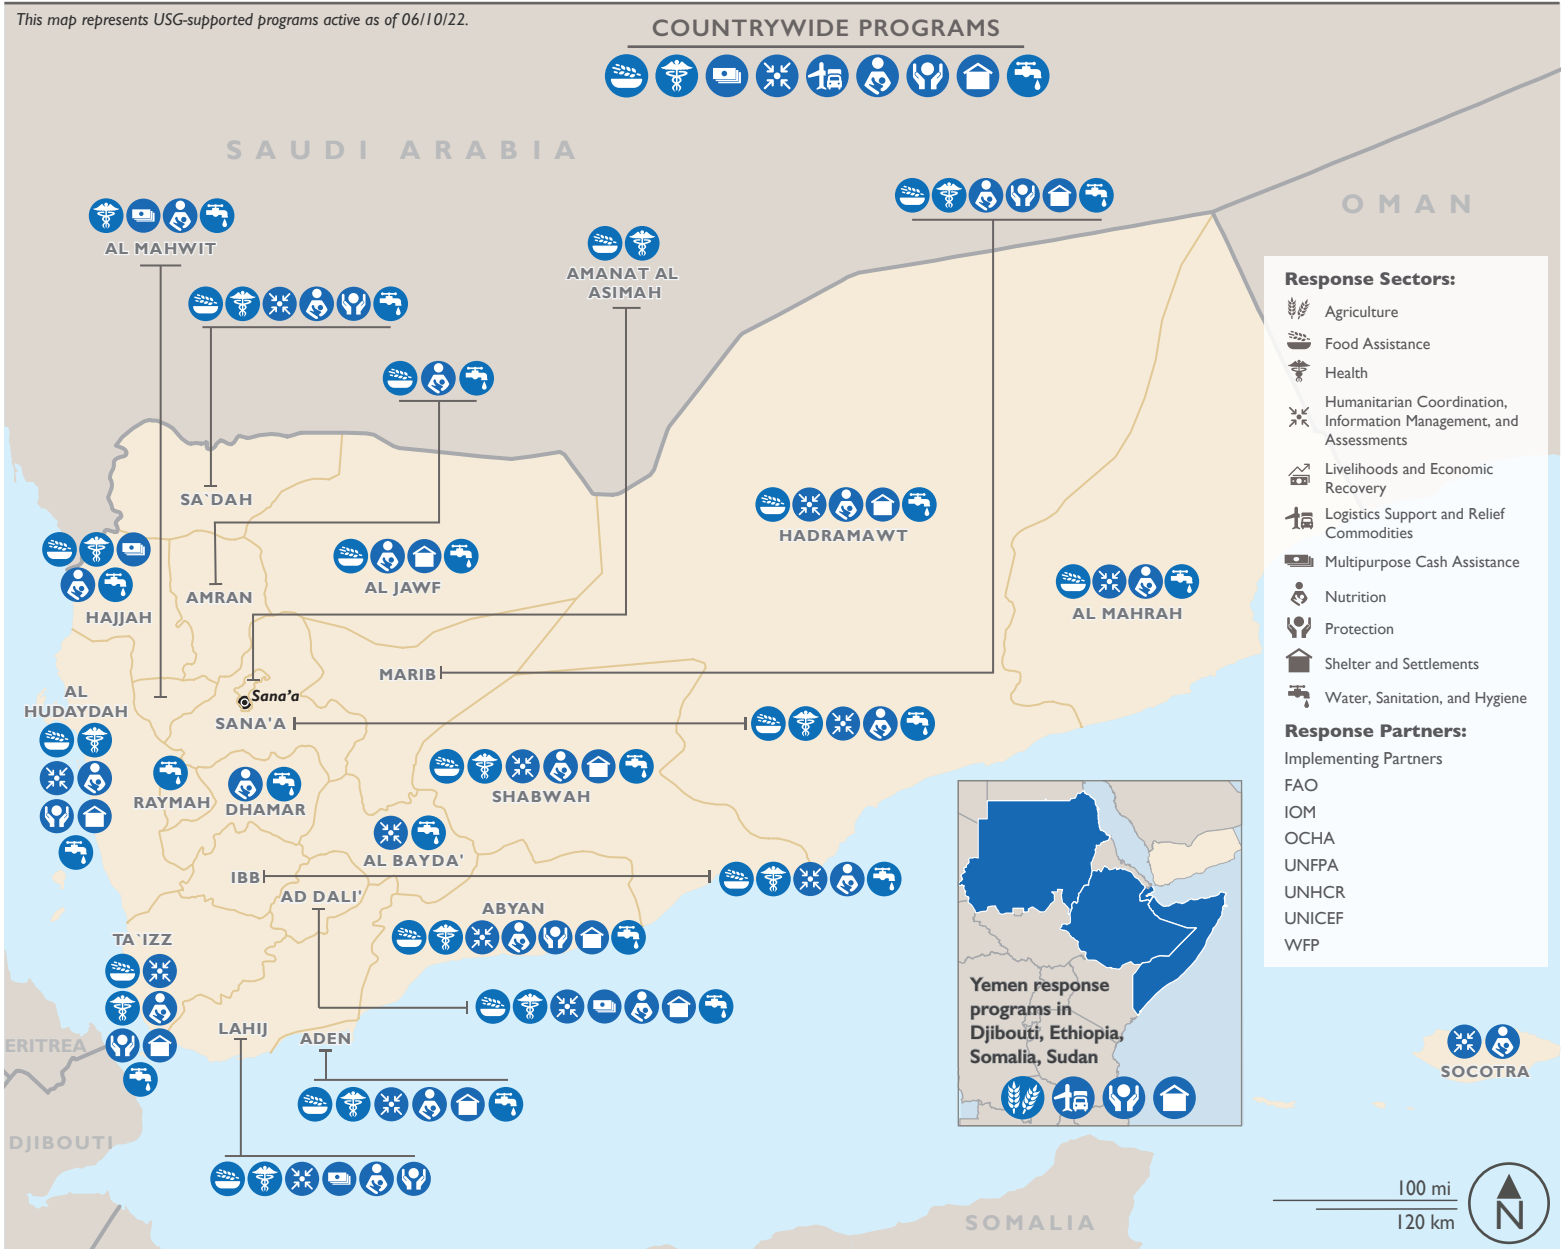 This map represents USG-supported programs active as of 06/10/22.
COUNTRYWIDE PROGRAMS
SAUDI ARABIA
OMAN
AL MAHWIT
AMANAT AL
ASIMAH
SA`DAH
HADRAMAWT
AL JAWF
AMRAN
HAJJAH
AL MAHRAH
MARIB
AL
HUDAYDAH
Sana'a
SANA'A
SHABWAH
RAYMAH
DHAMAR
AL BAYDA'
IBB
AD DALI'
ABYAN
TA`IZZ
LAHIJ
ADEN
ERITREA
DJIBOUTI
SOMALIA
SOCOTRA
Response Sectors:
Agriculture
Food Assistance
Health
Humanitarian Coordination,
Information Management, and
Assessments
Livelihoods and Economic
Recovery
Logistics Support and Relief
Commodities
Multipurpose Cash Assistance
Nutrition
Protection
Shelter and Settlements
Water, Sanitation, and Hygiene
Response Partners:
Implementing Partners
FAO
IOM
OCHA
UNFPA
UNHCR
UNICEF
WFP
Yemen response
programs in
Djibouti, Ethiopia,
Somalia, Sudan
100 mi
120 km
N